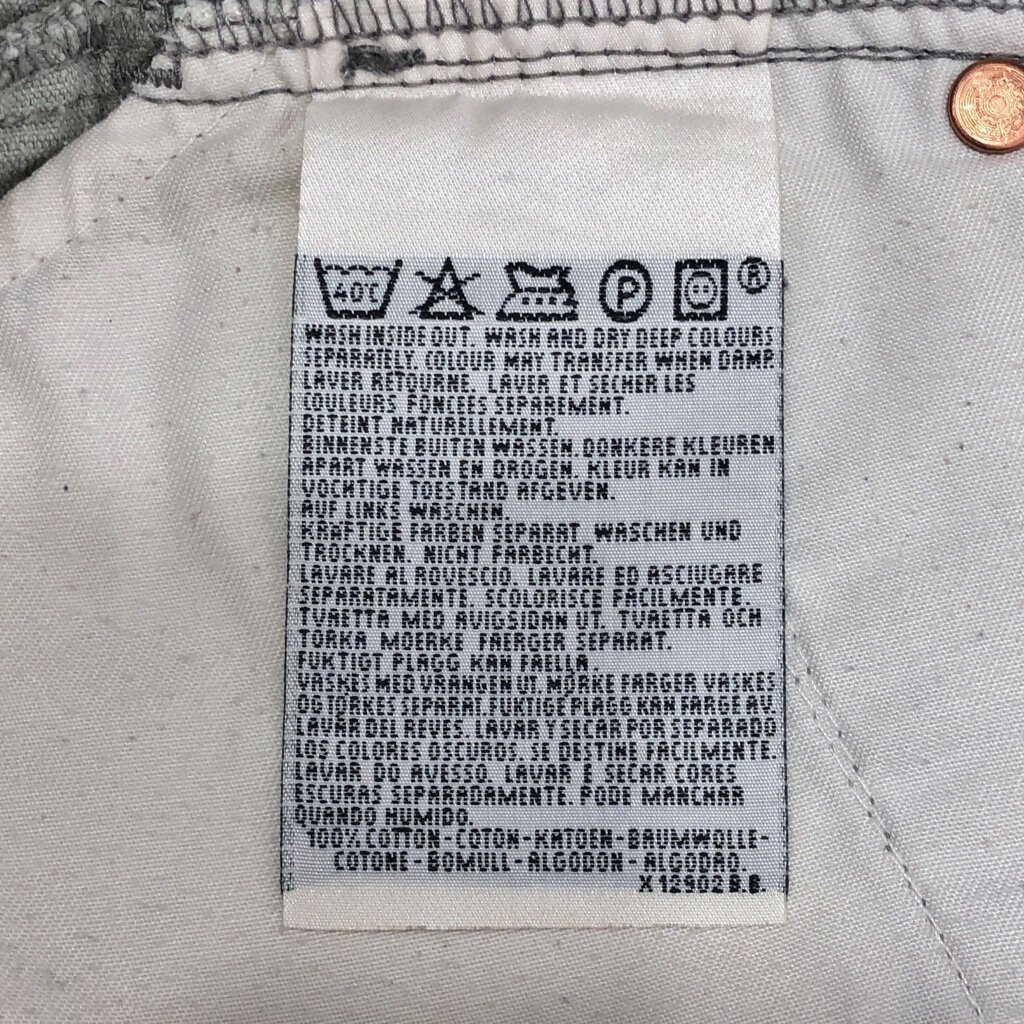 40C P ®
WASH INSIDE OUT. WASH AND DRY DEEP COLOURS
SEPARATELY. COLOUR MAY TRANSFER WHEN DAMP.
LAVER RETOURNE. LAVER ET SECHER LES
COULEURS FONCEES SEPAREMENT.
DETEINT NATURELLEMENT.
BINNENSTE BUITEN WASSEN. DONKERE KLEUREN
APART WASSEN EN DROGEN. KLEUR KAN IN
VOCHTIGE TOESTAND AFGEVEN.
AUF LINKS WASCHEN.
KRAFTIGE FARBEN SEPARAT WASCHEN UND
TROCKNEN. NICHT FARBECHT.
LAVARE AL ROVESCIO. LAVARE ED ASCIUGARE
SEPARATAMENTE. SCOLORISCE FACILMENTE.
TVAETTA MED AVIGSIDAN UT. TVAETTA OCH
TORKA MOERKE FAERGER SEPARAT.
FUKTIGT PLAGG KAN FAELLA.
VASKES MED VRANGEN UT. MØRKE FARGER VASKES
OG TØRKES SEPARAT. FUKTIGE PLAGG KAN FARGE AV.
LAVAR DEL REVES. LAVAR Y SECAR POR SEPARADO
LOS COLORES OSCUROS. SE DESTINE FACILMENTE.
LAVAR DO AVESSO. LAVAR E SECAR CORES
ESCURAS SEPARADAMENTE. PODE MANCHAR
QUANDO HUMIDO.
100% COTTON-COTON-KATOEN-BAUMWOLLE-
COTONE-BOMULL-ALGODON-ALGODAO.
X 12902